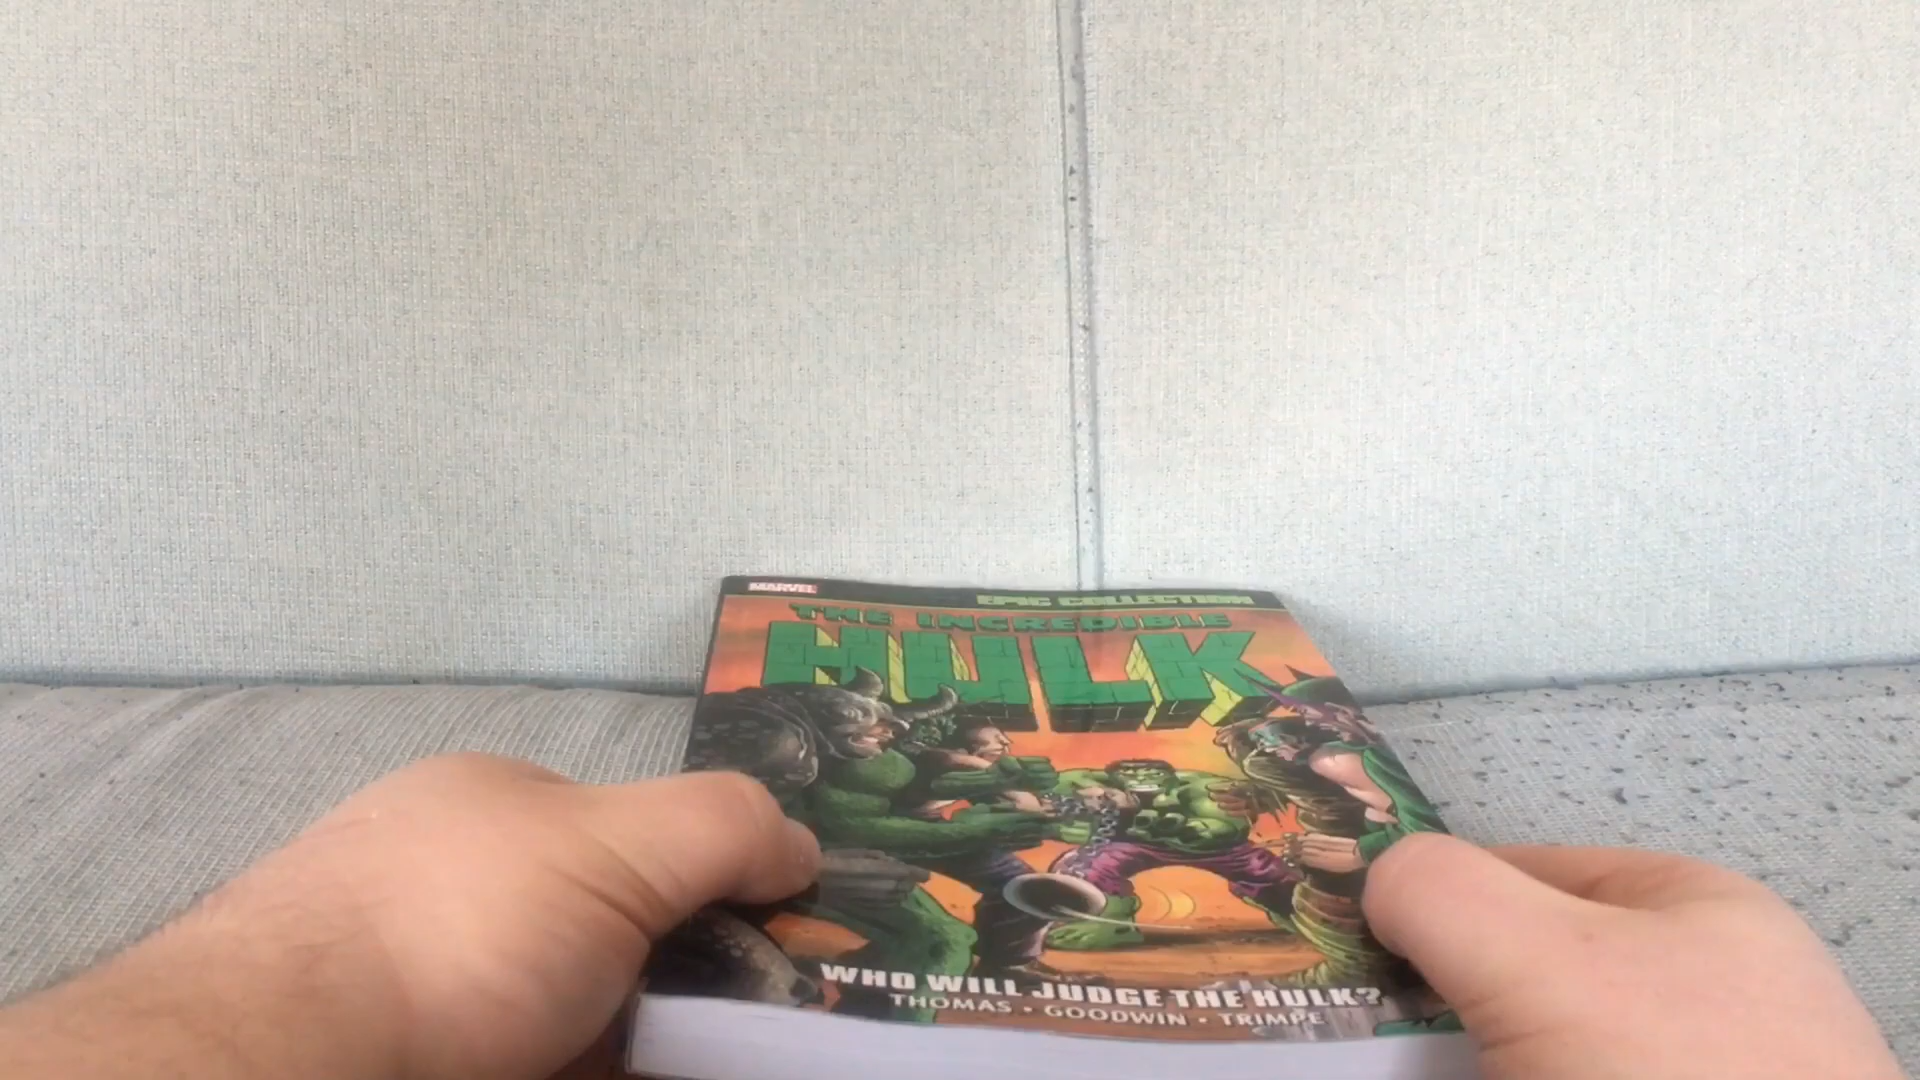 MARVEL
EPIC COLLECTION
THE INCREDIBLE
HULK
WHO WILL JUDGE THE HULK?
THOMAS • GOODWIN • TRIMPE